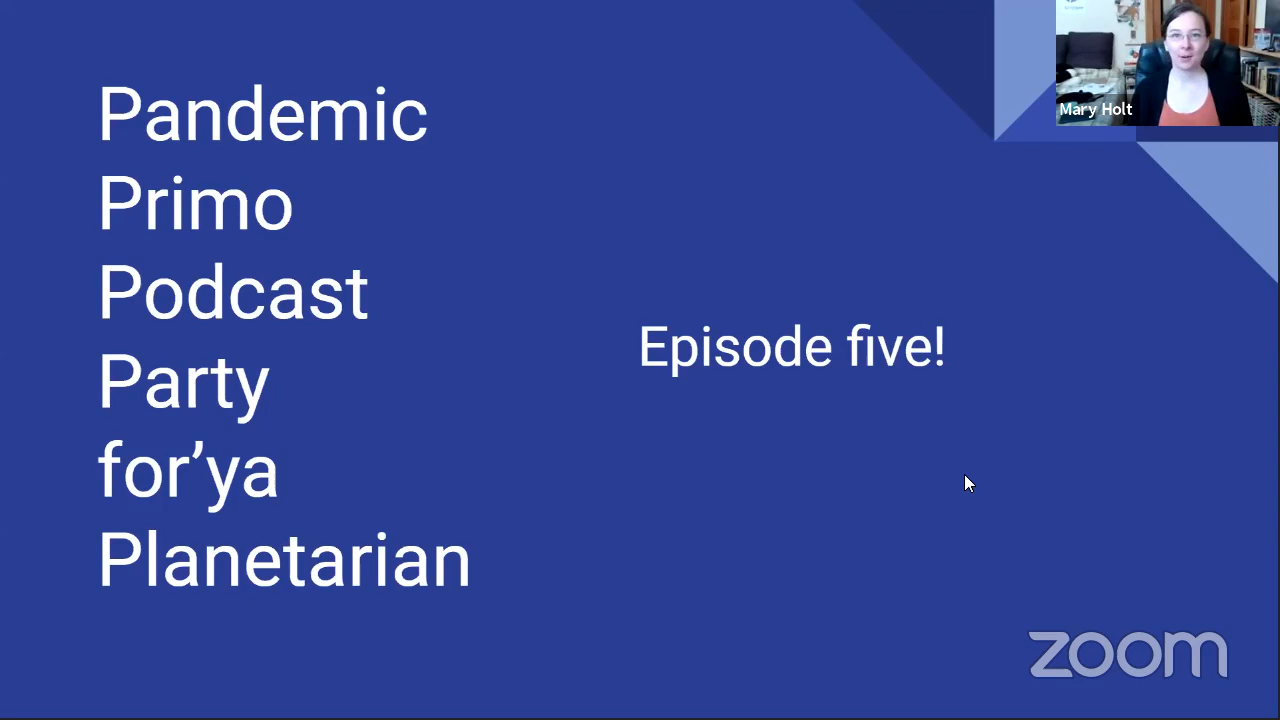 Pandemic
Primo
Podcast
Party
for’ya
Planetarian
Episode five!
Mary Holt
zoom